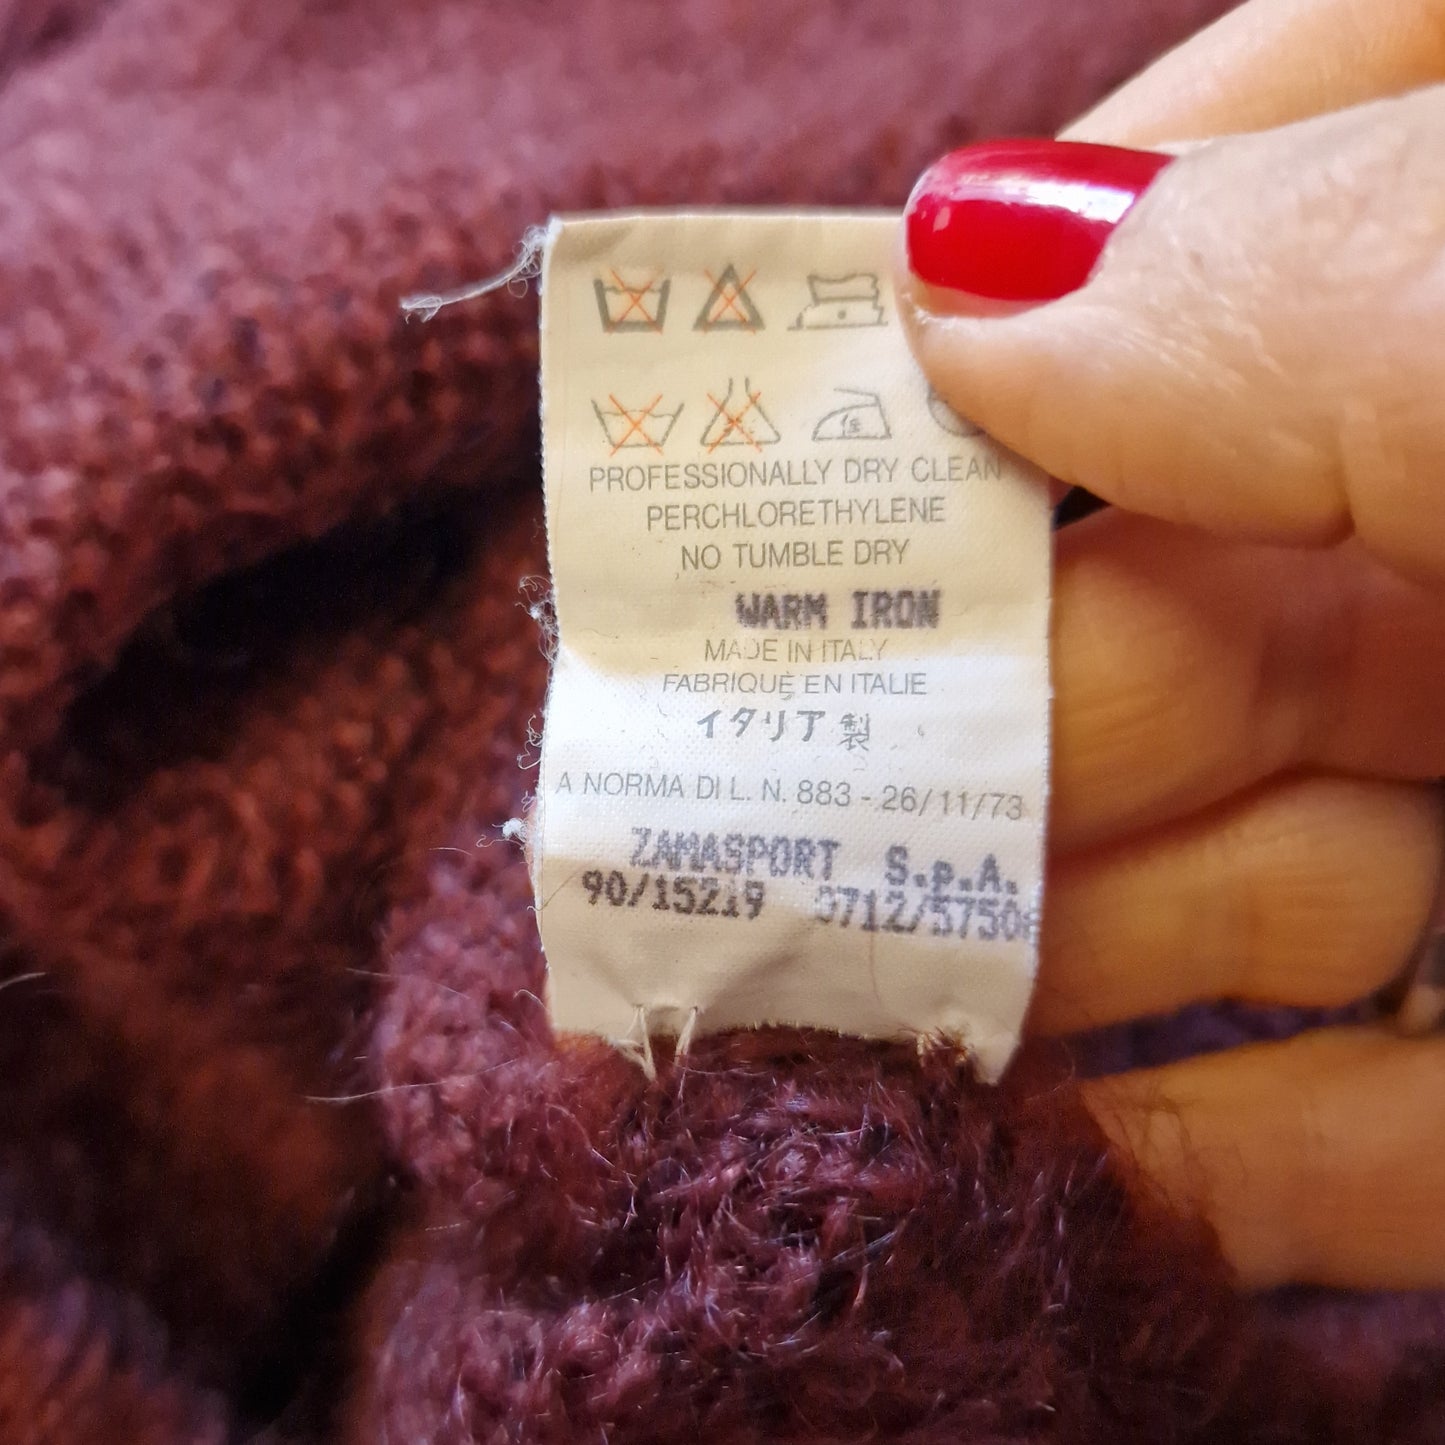 PROFESSIONALLY DRY CLEAN
PERCHLORETHYLENE
NO TUMBLE DRY
WARM IRON
MADE IN ITALY
FABRIQUÉ EN ITALIE
イタリア製
A NORMA DI L. N. 883 - 26/11/73
ZAMASPORT S.p.A.
90/15219